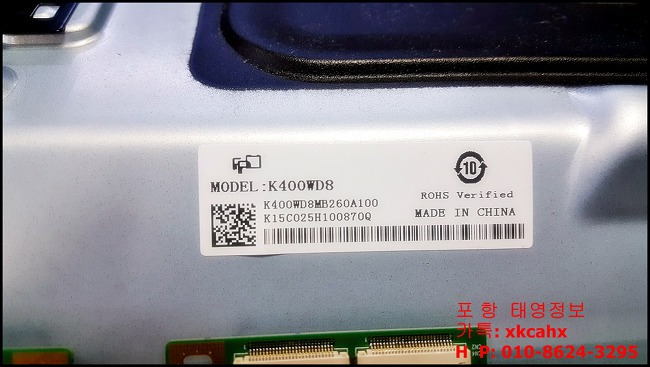 MODEL:K400WD8
K400WD8MB260A100
K15C025H100870Q
10
ROHS Verified
MADE IN CHINA
포항 태영정보
카톡: xkcahx
H P: 010-8624-3295